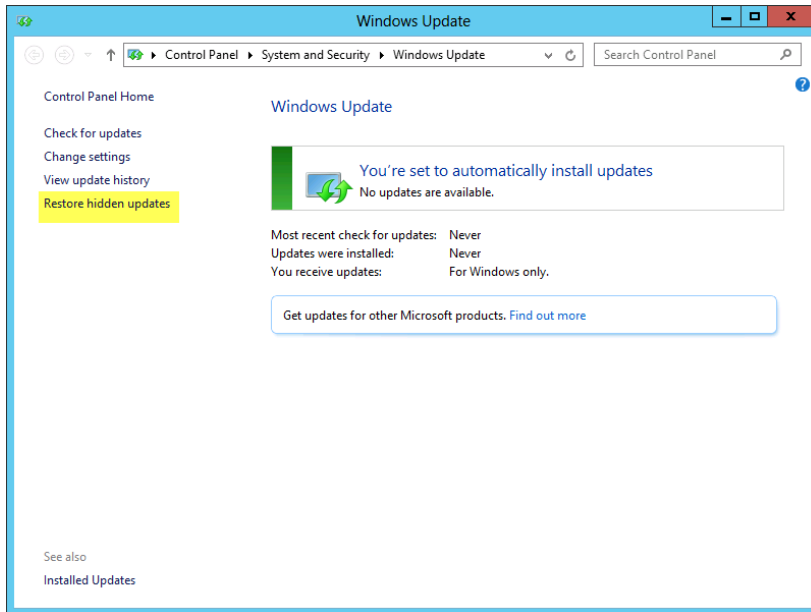 Windows Update
Control Panel System and Security Windows Update Search Control Panel
Control Panel Home
Check for updates
Change settings
View update history
Restore hidden updates
Windows Update
You're set to automatically install updates
No updates are available.
Most recent check for updates: Never
Updates were installed: Never
You receive updates: For Windows only.
Get updates for other Microsoft products. Find out more
See also
Installed Updates